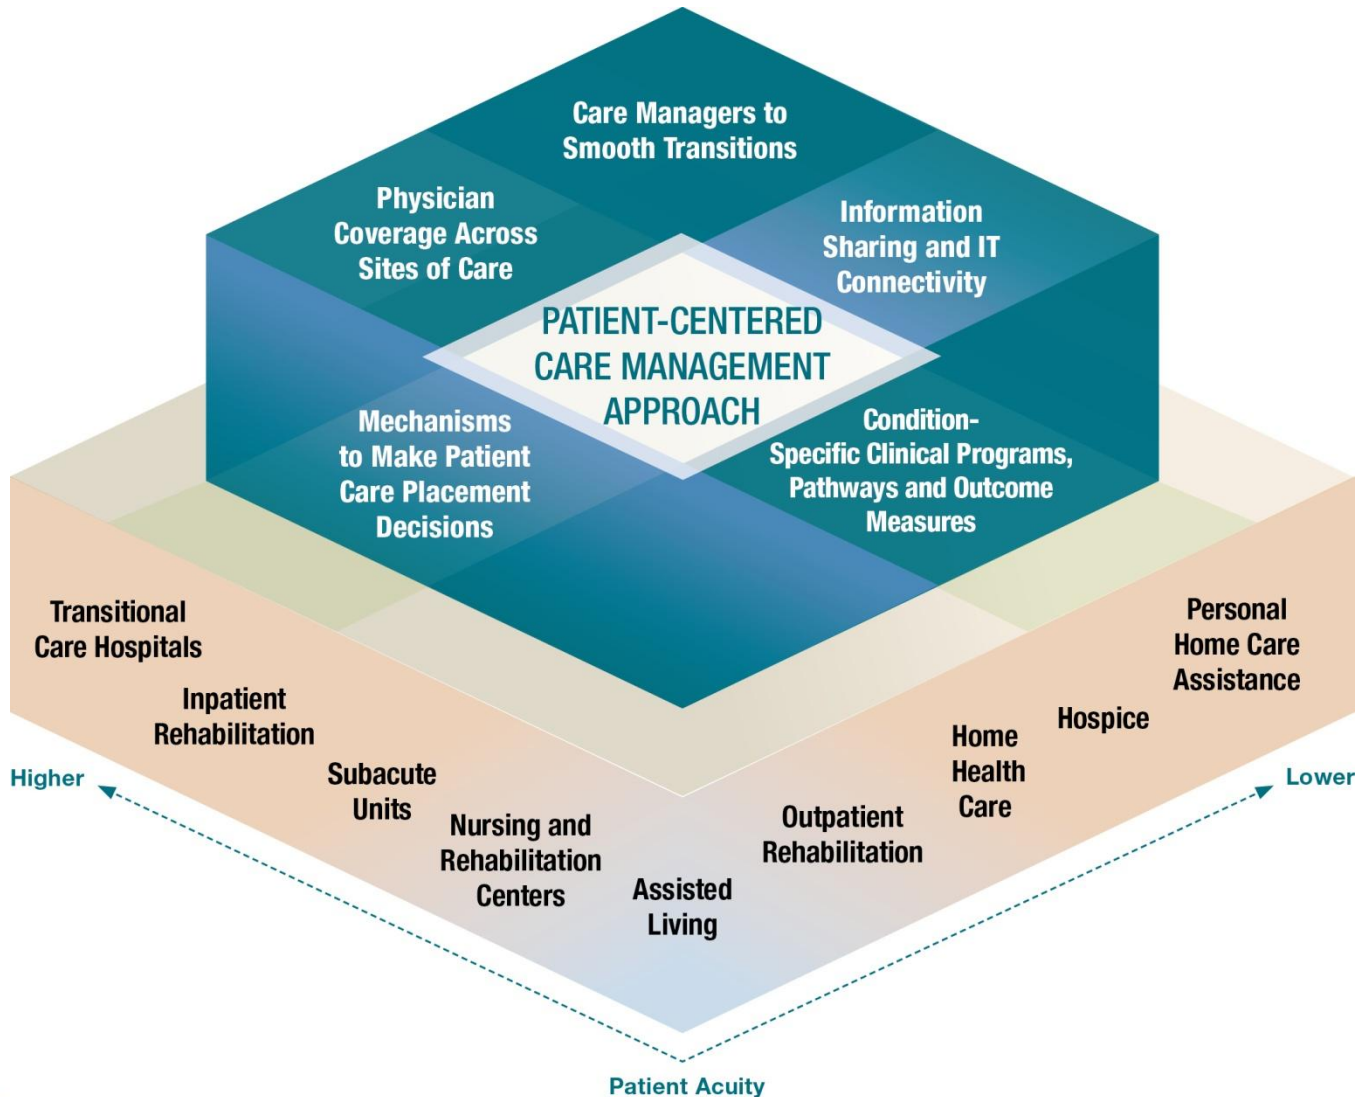 Care Managers to
Smooth Transitions
Physician
Coverage Across
Sites of Care
Information
Sharing and IT
Connectivity
PATIENT-CENTERED
CARE MANAGEMENT
APPROACH
Mechanisms
to Make Patient
Care Placement
Decisions
Condition-
Specific Clinical Programs,
Pathways and Outcome
Measures
Transitional
Care Hospitals
Inpatient
Rehabilitation
Subacute
Units
Nursing and
Rehabilitation
Centers
Assisted
Living
Outpatient
Rehabilitation
Home
Health
Care
Hospice
Personal
Home Care
Assistance
Higher
Lower
Patient Acuity